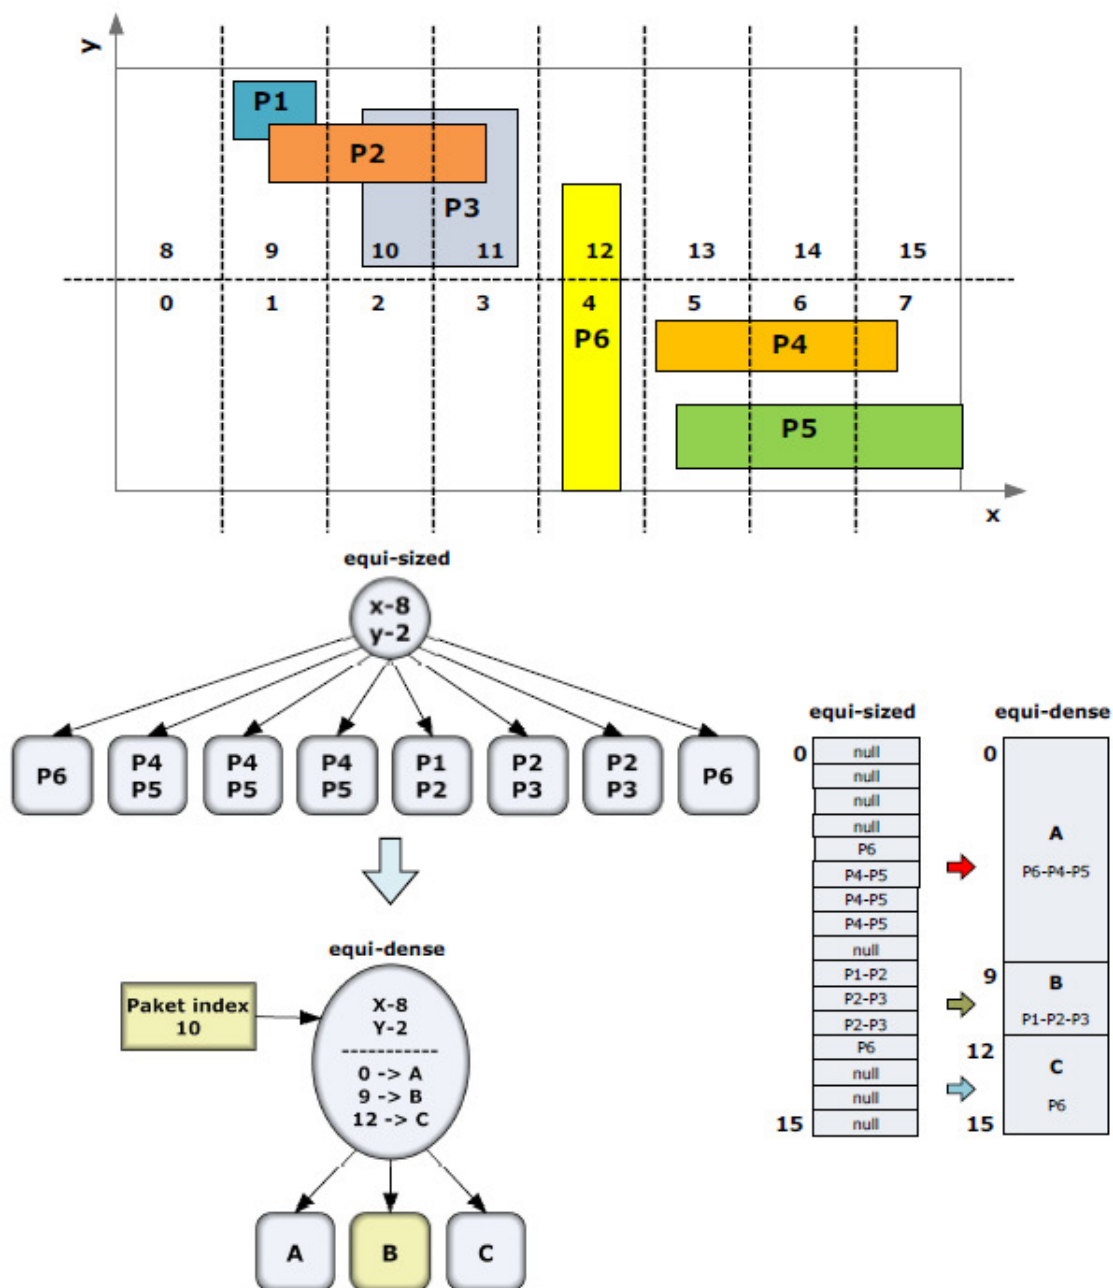 y
P1
P2
P3
8 9 10 11 12 13 14 15
0 1 2 3 4 5 6 7
P6
P4
P5
x
equi-sized
x-8
y-2
P6
P4
P5
P4
P5
P4
P5
P1
P2
P2
P3
P2
P3
P6
equi-dense
Paket index
10
X-8
Y-2
-----------
0 -> A
9 -> B
12 -> C
A
B
C
equi-sized
0
null
null
null
null
P6
P4-P5
P4-P5
P4-P5
null
P1-P2
P2-P3
P2-P3
P6
null
null
null
15
equi-dense
0
A
P6-P4-P5
9
B
P1-P2-P3
12
C
P6
15